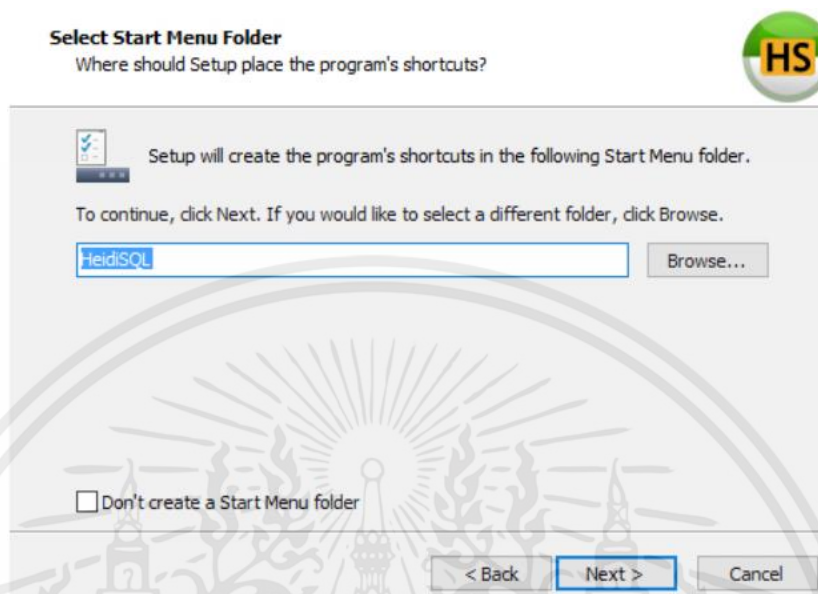 Select Start Menu Folder
Where should Setup place the program's shortcuts?
HS
Setup will create the program's shortcuts in the following Start Menu folder.
To continue, click Next. If you would like to select a different folder, click Browse.
HeidiSQL
Browse...
Don't create a Start Menu folder
< Back
Next >
Cancel